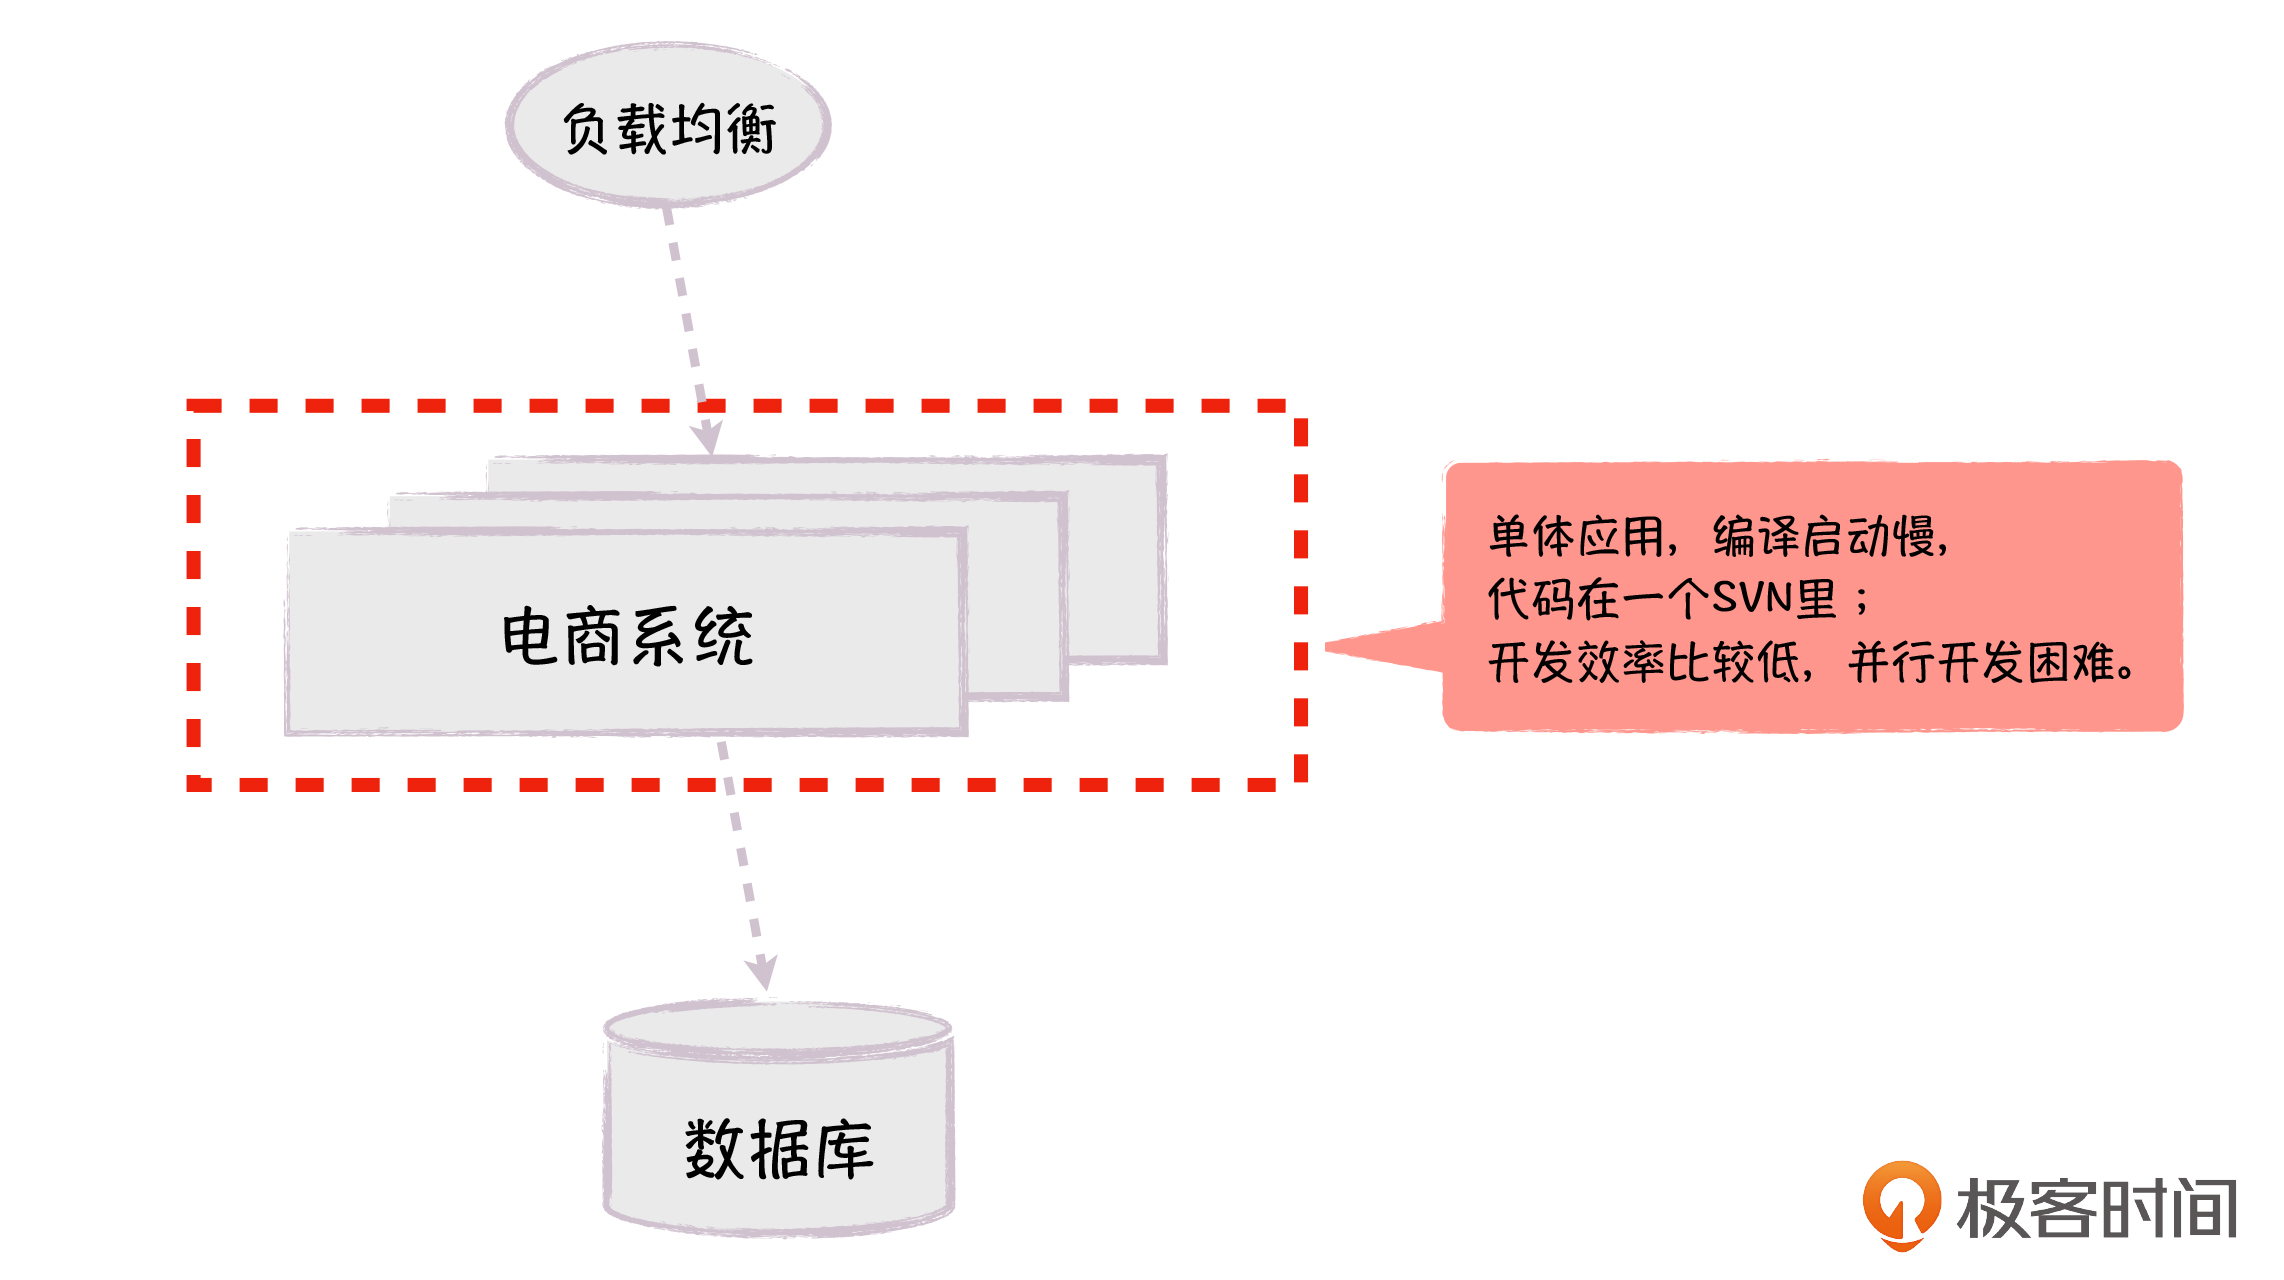 负载均衡
电商系统
单体应用，编译启动慢，
代码在一个SVN里；
开发效率比较低，并行开发困难。
数据库
极客时间